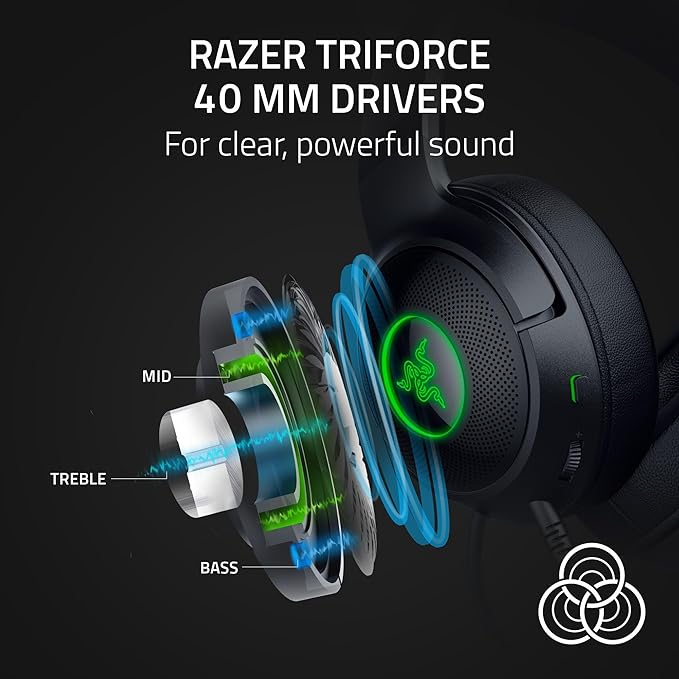 RAZER TRIFORCE
40 MM DRIVERS
For clear, powerful sound
MID
TREBLE
BASS